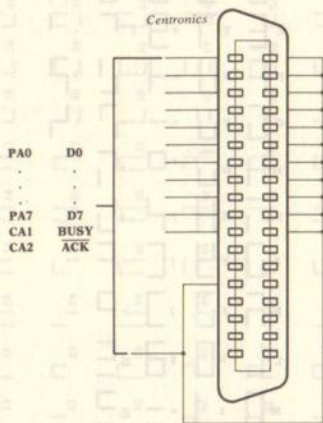 Centronics
PA0 D0
. .
. .
. .
PA7 D7
CA1 BUSY
CA2 ACK